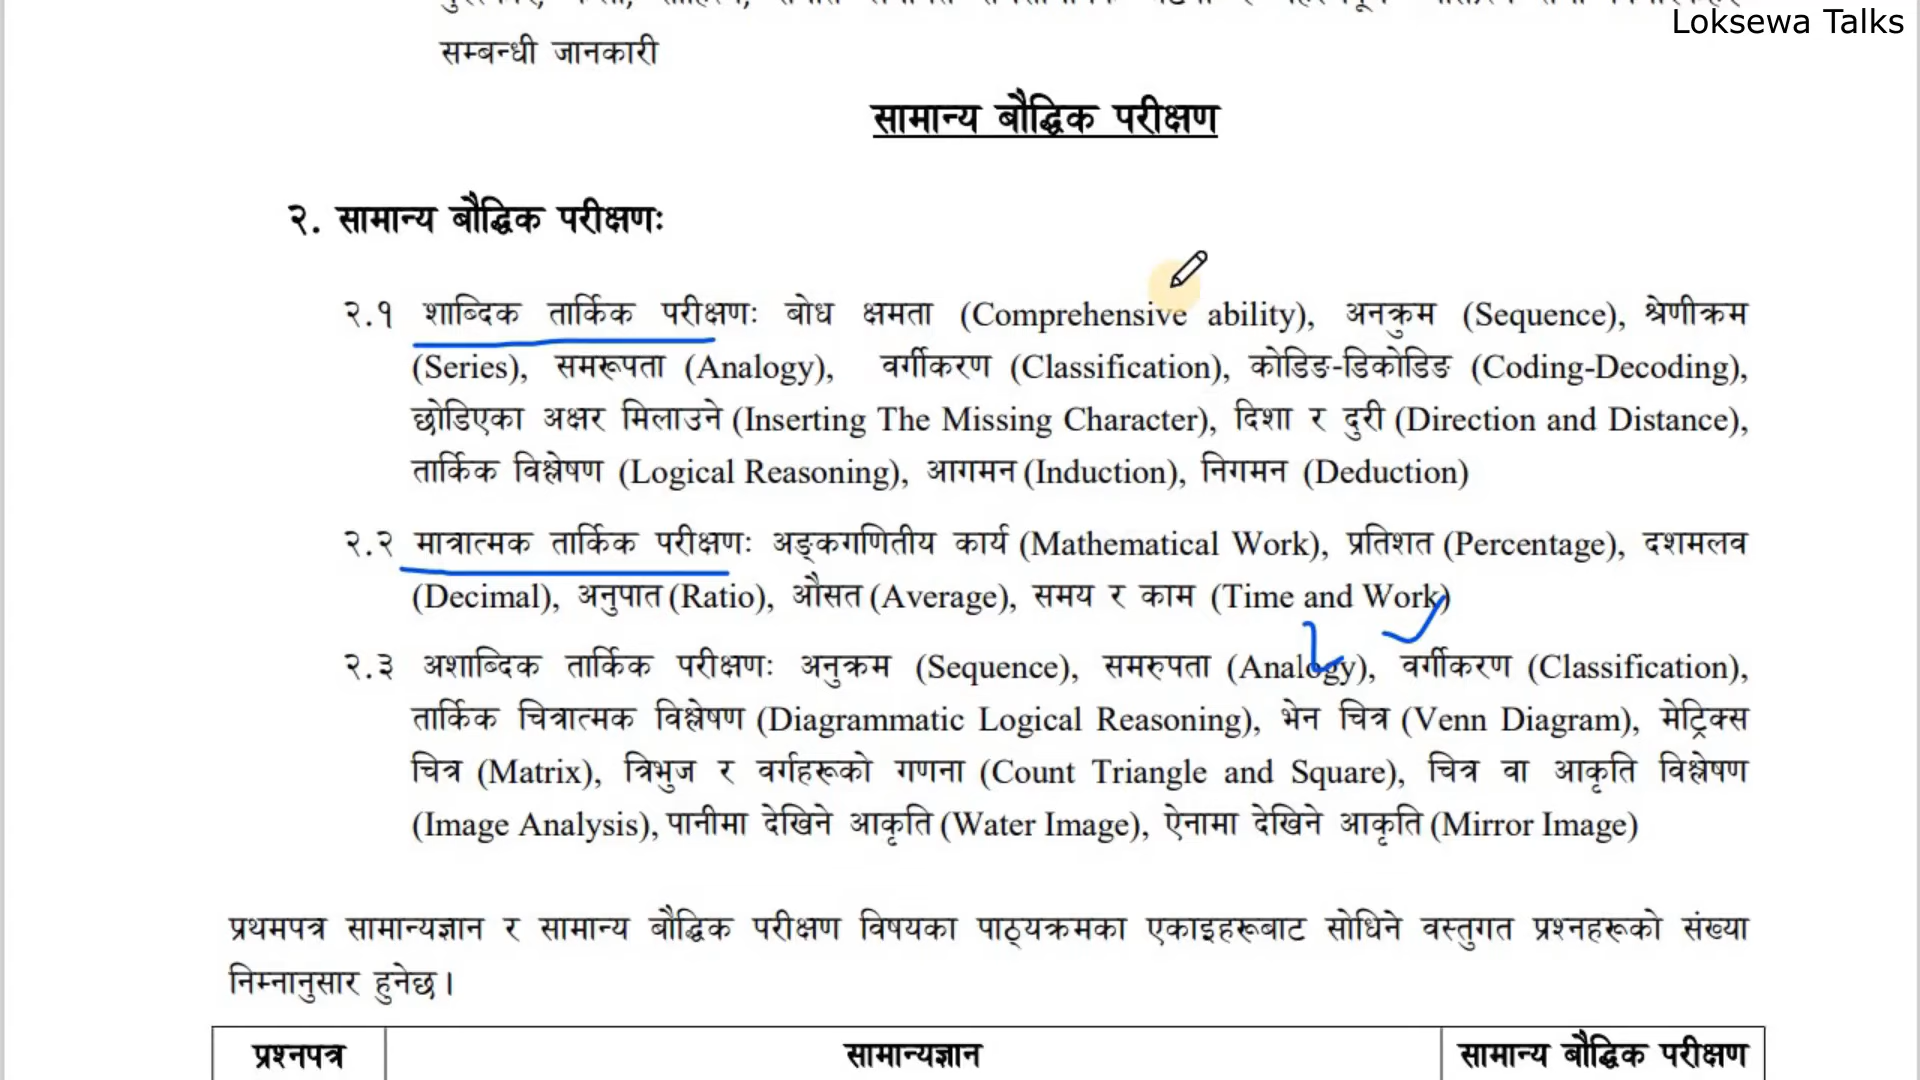 Loksewa Talks
सम्बन्धी जानकारी
सामान्य बौद्धिक परीक्षण
२. सामान्य बौद्धिक परीक्षणः
२.१ शाब्दिक तार्किक परीक्षणः बोध क्षमता (Comprehensive ability), अनक्रुम (Sequence), श्रेणीक्रम
(Series), समरूपता (Analogy), वर्गीकरण (Classification), कोडिङ-डिकोडिङ (Coding-Decoding),
छोडिएका अक्षर मिलाउने (Inserting The Missing Character), दिशा र दुरी (Direction and Distance),
तार्किक विश्लेषण (Logical Reasoning), आगमन (Induction), निगमन (Deduction)
२.२ मात्रात्मक तार्किक परीक्षणः अङ्कगणितीय कार्य (Mathematical Work), प्रतिशत (Percentage), दशमलव
(Decimal), अनुपात (Ratio), औसत (Average), समय र काम (Time and Work)
२.३ अशाब्दिक तार्किक परीक्षणः अनुक्रम (Sequence), समरुपता (Analogy), वर्गीकरण (Classification),
तार्किक चित्रात्मक विश्लेषण (Diagrammatic Logical Reasoning), भेन चित्र (Venn Diagram), मेट्रिक्स
चित्र (Matrix), त्रिभुज र वर्गहरूको गणना (Count Triangle and Square), चित्र वा आकृति विश्लेषण
(Image Analysis), पानीमा देखिने आकृति (Water Image), ऐनामा देखिने आकृति (Mirror Image)
प्रथमपत्र सामान्यज्ञान र सामान्य बौद्धिक परीक्षण विषयका पाठ्यक्रमका एकाइहरूबाट सोधिने वस्तुगत प्रश्नहरूको संख्या
निम्नानुसार हुनेछ।
प्रश्नपत्र सामान्यज्ञान सामान्य बौद्धिक परीक्षण